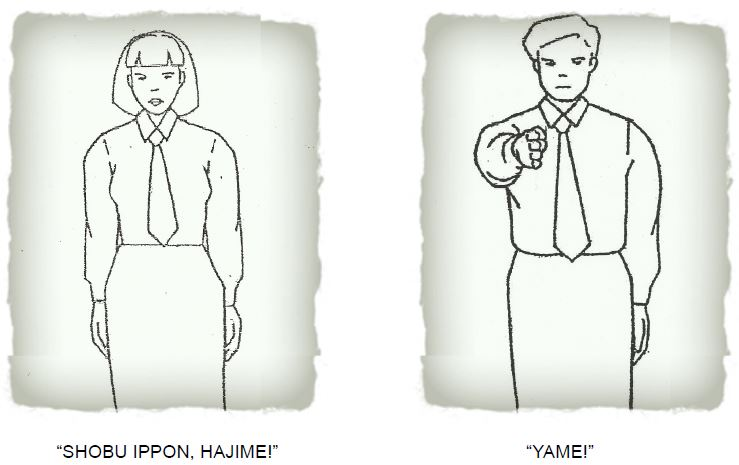 “SHOBU IPPON, HAJIME!”
“YAME!”